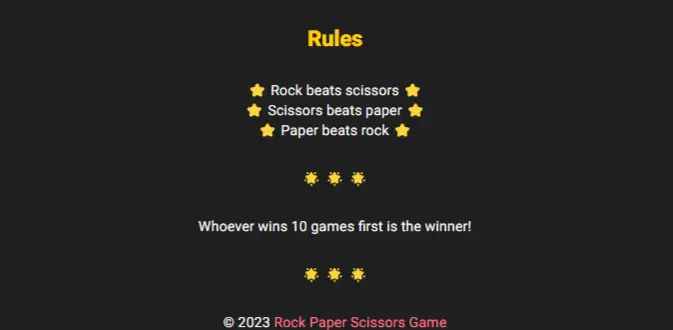 Rules
⭐ Rock beats scissors ⭐
⭐ Scissors beats paper ⭐
⭐ Paper beats rock ⭐
🌟 🌟 🌟
Whoever wins 10 games first is the winner!
🌟 🌟 🌟
© 2023 Rock Paper Scissors Game